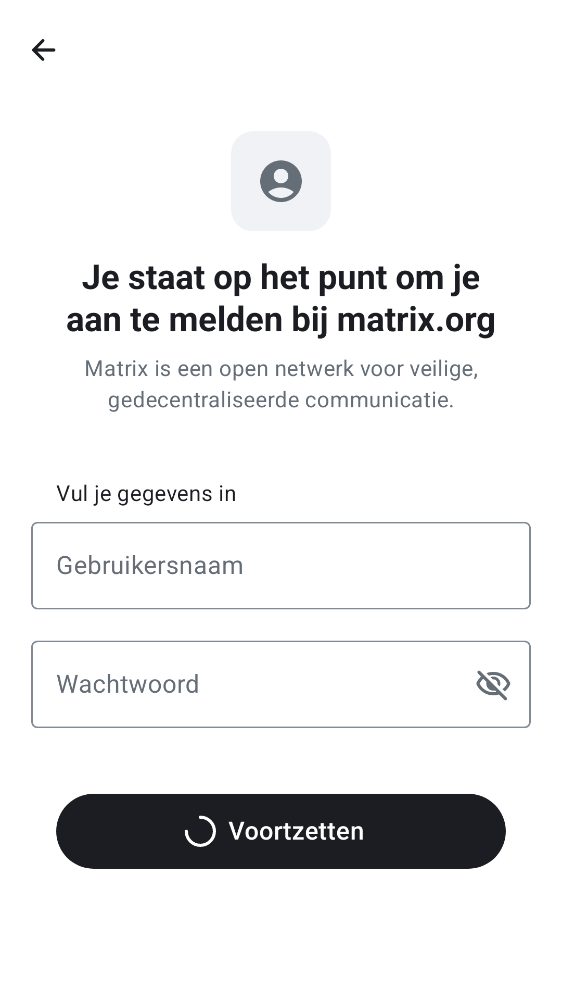 Je staat op het punt om je
aan te melden bij matrix.org
Matrix is een open netwerk voor veilige,
gedecentraliseerde communicatie.
Vul je gegevens in
Gebruikersnaam
Wachtwoord
Voortzetten